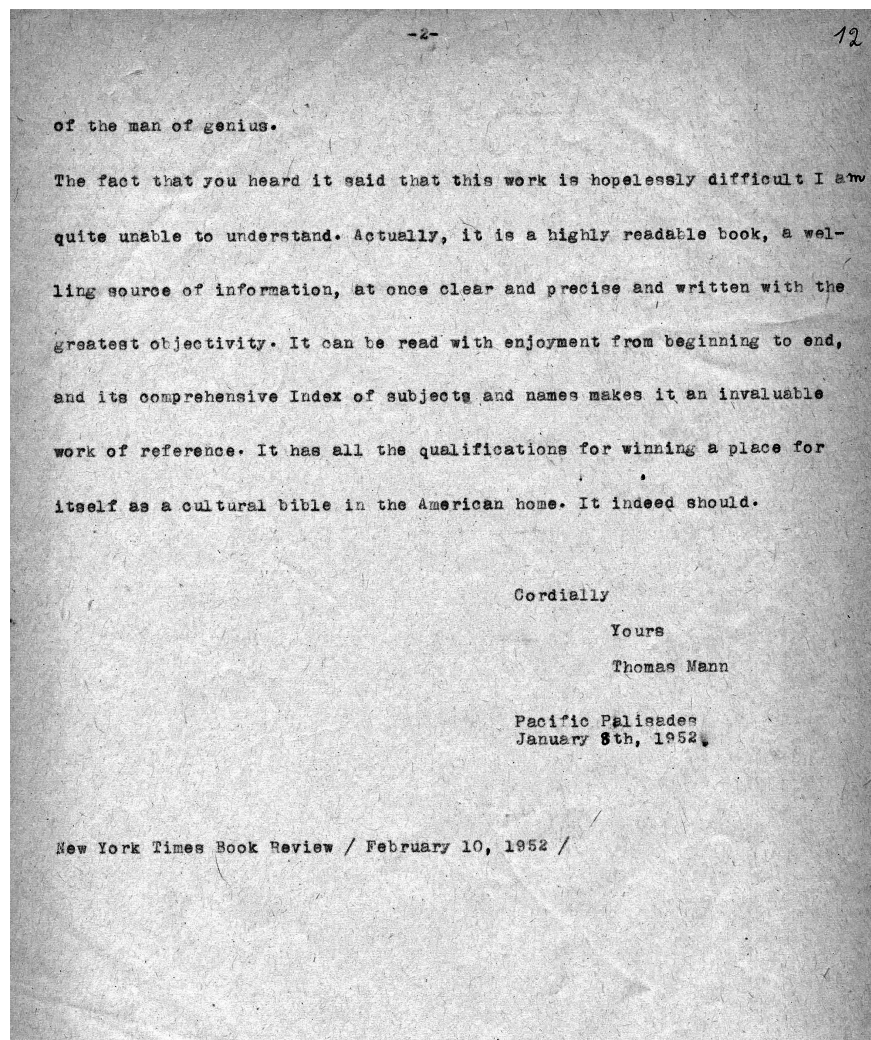 -2-
12
of the man of genius.
The fact that you heard it said that this work is hopelessly difficult I am
quite unable to understand. Actually, it is a highly readable book, a wel-
ling source of information, at once clear and precise and written with the
greatest objectivity. It can be read with enjoyment from beginning to end,
and its comprehensive Index of subjects and names makes it an invaluable
work of reference. It has all the qualifications for winning a place for
itself as a cultural bible in the American home. It indeed should.
Cordially
Yours
Thomas Mann
Pacific Palisades
January 8th, 1952.
New York Times Book Review / February 10, 1952 /